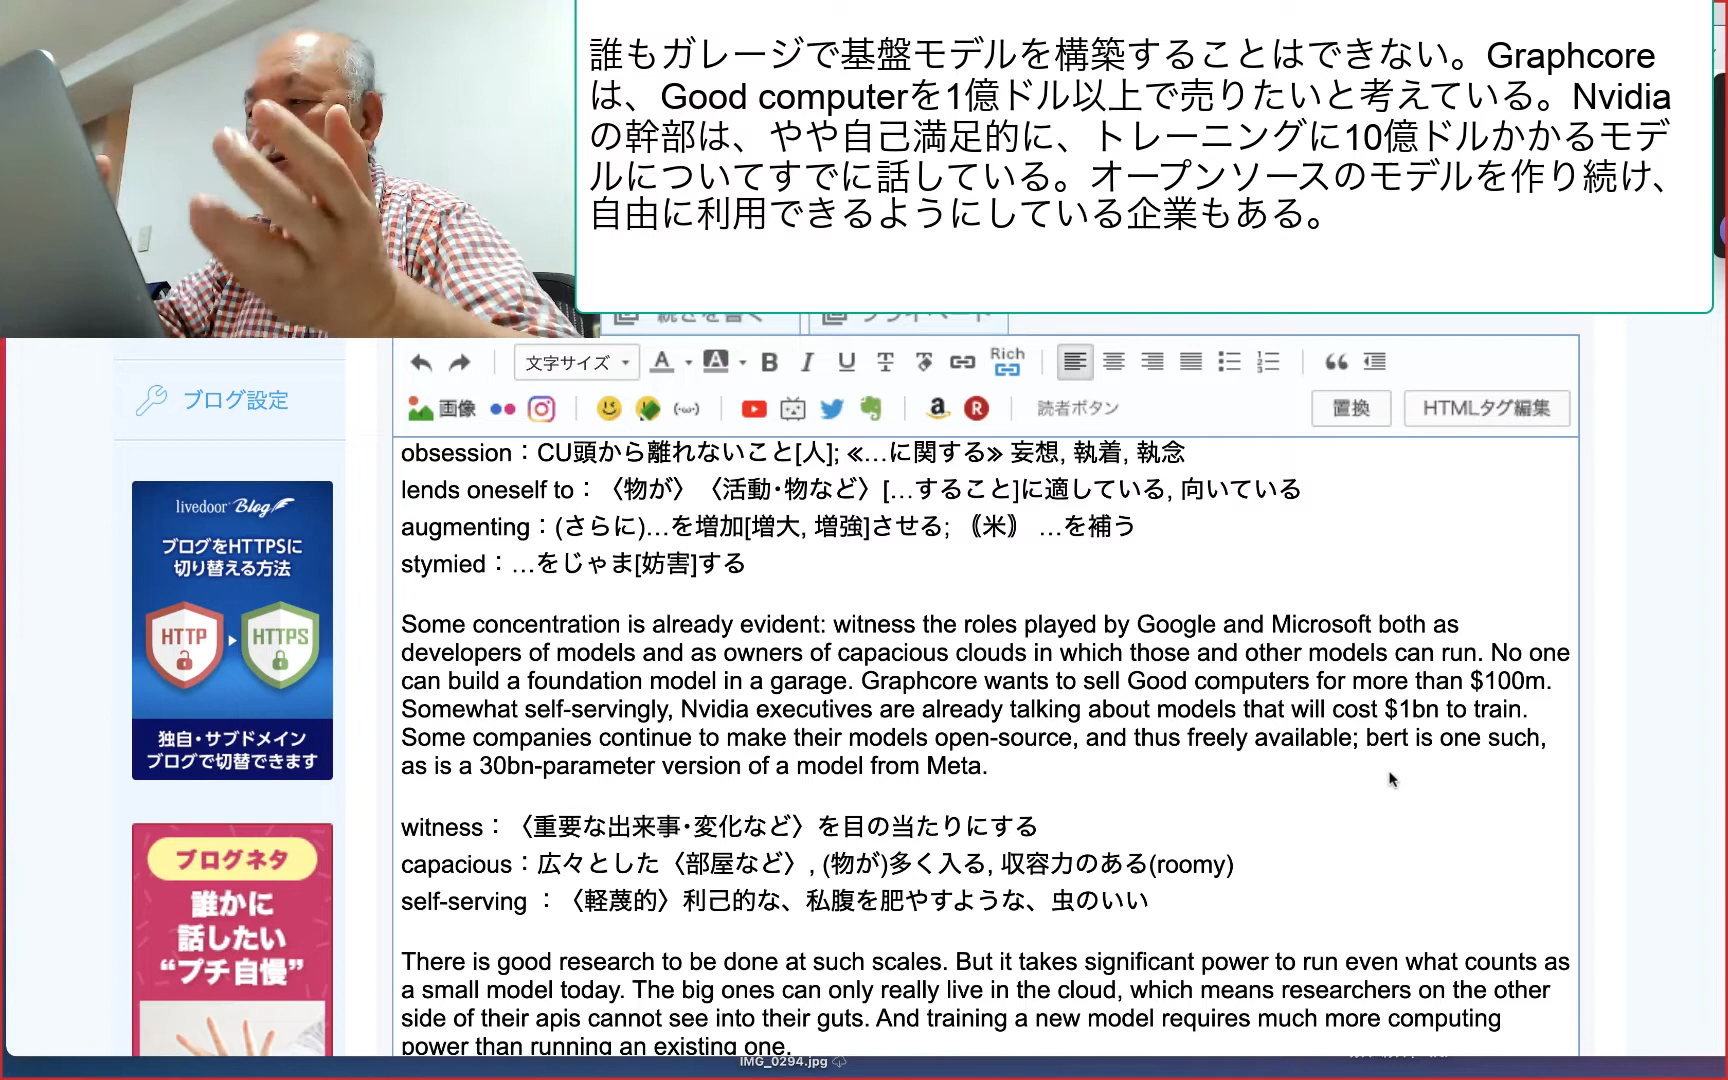 誰もガレージで基盤モデルを構築することはできない。Graphcore
は、Good computerを1億ドル以上で売りたいと考えている。Nvidia
の幹部は、やや自己満足的に、トレーニングに10億ドルかかるモデ
ルについてすでに話している。オープンソースのモデルを作り続け、
自由に利用できるようにしている企業もある。
続きを書く
プライベート
文字サイズ
Rich
画像
読者ボタン
置換
HTMLタグ編集
ブログ設定
livedoor Blog
ブログをHTTPSに
切り替える方法
HTTP
HTTPS
独自・サブドメイン
ブログで切替できます
ブログネタ
誰かに
話したい
“プチ自慢”
obsession：CU頭から離れないこと[人]; ≪…に関する≫ 妄想, 執着, 執念
lends oneself to：〈物が〉〈活動･物など〉[…すること]に適している, 向いている
augmenting：(さらに)…を増加[増大, 増強]させる; 《米》 …を補う
stymied：…をじゃま[妨害]する
Some concentration is already evident: witness the roles played by Google and Microsoft both as
developers of models and as owners of capacious clouds in which those and other models can run. No one
can build a foundation model in a garage. Graphcore wants to sell Good computers for more than $100m.
Somewhat self-servingly, Nvidia executives are already talking about models that will cost $1bn to train.
Some companies continue to make their models open-source, and thus freely available; bert is one such,
as is a 30bn-parameter version of a model from Meta.
witness：〈重要な出来事･変化など〉を目の当たりにする
capacious：広々とした〈部屋など〉, (物が)多く入る, 収容力のある(roomy)
self-serving ：〈軽蔑的〉利己的な、私腹を肥やすような、虫のいい
There is good research to be done at such scales. But it takes significant power to run even what counts as
a small model today. The big ones can only really live in the cloud, which means researchers on the other
side of their apis cannot see into their guts. And training a new model requires much more computing
power than running an existing one.
IMG_0294.jpg